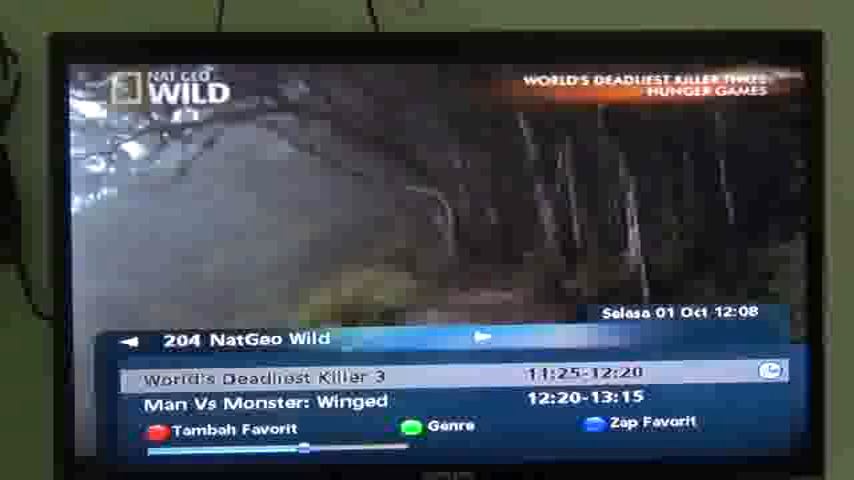 NAT GEO
WILD
WORLD'S DEADLIEST KILLER THREE
HUNGER GAMES
Selasa 01 Oct 12:08
204 NatGeo Wild
World's Deadliest Killer 3 11:25-12:20
Man Vs Monster: Winged 12:20-13:15
Tambah Favorit Genre Zap Favorit